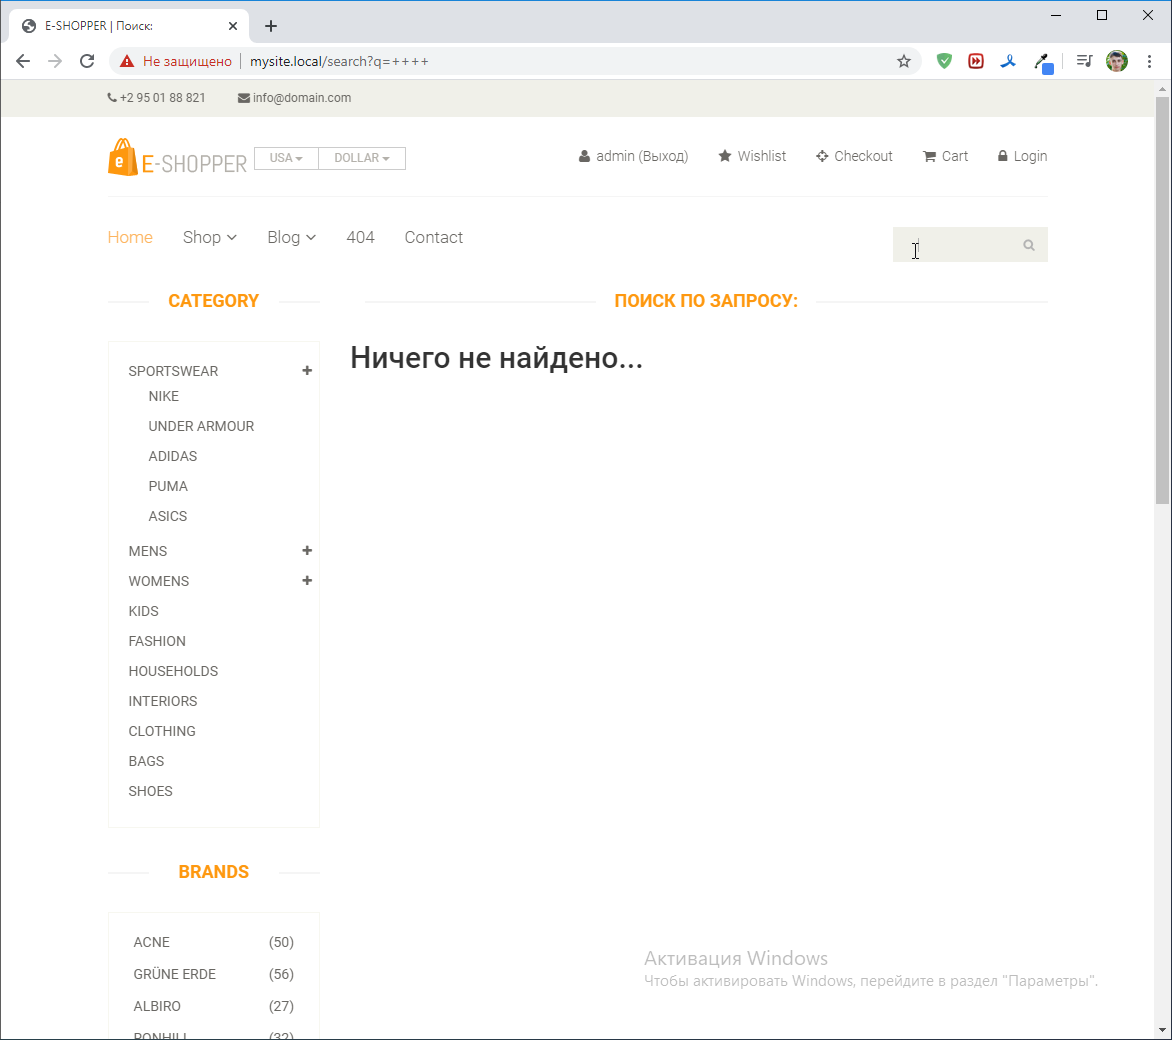 E-SHOPPER | Поиск:
Не защищено | mysite.local/search?q=++++
+2 95 01 88 821 info@domain.com
e E-SHOPPER USA DOLLAR admin (Выход) Wishlist Checkout Cart Login
Home Shop Blog 404 Contact
CATEGORY
ПОИСК ПО ЗАПРОСУ:
Ничего не найдено...
SPORTSWEAR
NIKE
UNDER ARMOUR
ADIDAS
PUMA
ASICS
MENS
WOMENS
KIDS
FASHION
HOUSEHOLDS
INTERIORS
CLOTHING
BAGS
SHOES
BRANDS
ACNE (50)
GRÜNE ERDE (56)
ALBIRO (27)
RONHILL (32)
Активация Windows
Чтобы активировать Windows, перейдите в раздел "Параметры".